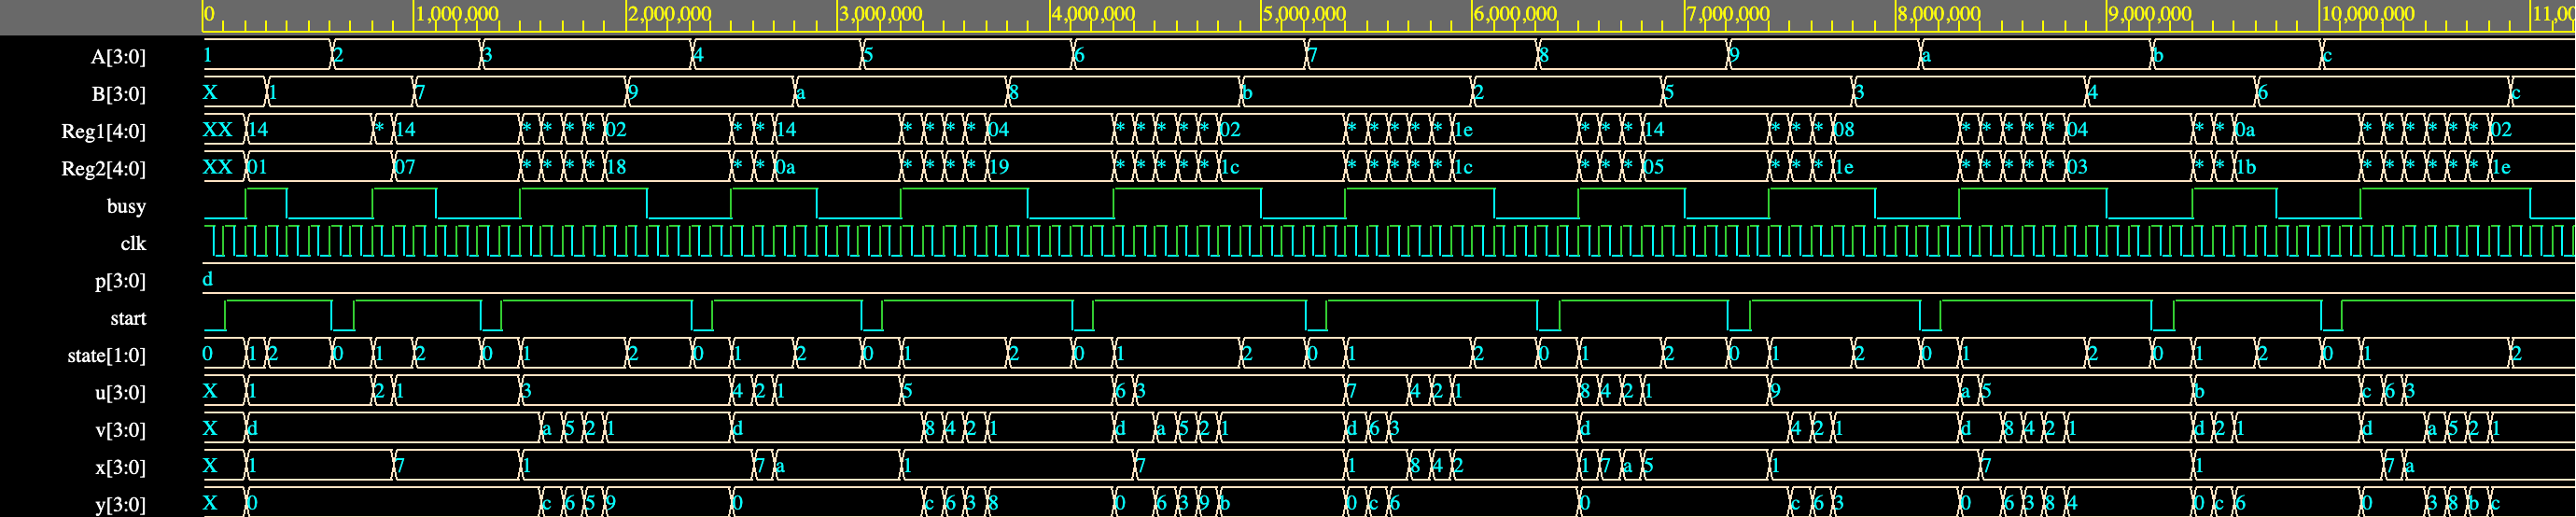 0 1,000,000 2,000,000 3,000,000 4,000,000 5,000,000 6,000,000 7,000,000 8,000,000 9,000,000 10,000,000 11,00
A[3:0] 1 2 3 4 5 6 7 8 9 a b c
B[3:0] X 1 7 9 a 8 b 2 5 3 4 6 c
Reg1[4:0] XX 14 * 14 * * * * 02 * * 14 * * * * 04 * * * * * 02 * * * * * 1e * * * 14 * * * 08 * * * * * 04 * * 0a * * * * * * 02
Reg2[4:0] XX 01 07 * * * * 18 * * 0a * * * * 19 * * * * * 1c * * * * * 1c * * * 05 * * * 1e * * * * * 03 * * 1b * * * * * * 1e
busy
clk
p[3:0] d
start
state[1:0] 0 1 2 0 1 2 0 1 2 0 1 2 0 1 2 0 1 2 0 1 2 0 1 2 0 1 2 0 1 2 0 1 2 0 1 2
u[3:0] X 1 2 1 3 4 2 1 5 6 3 7 4 2 1 8 4 2 1 9 a 5 b c 6 3
v[3:0] X d a 5 2 1 d 8 4 2 1 d a 5 2 1 d 6 3 d 4 2 1 d 8 4 2 1 d 2 1 d a 5 2 1
x[3:0] X 1 7 1 7 a 1 7 1 8 4 2 1 7 a 5 1 7 1 7 a
y[3:0] X 0 c 6 5 9 0 c 6 3 8 0 6 3 9 b 0 c 6 0 c 6 3 0 6 3 8 4 0 c 6 0 3 8 b c